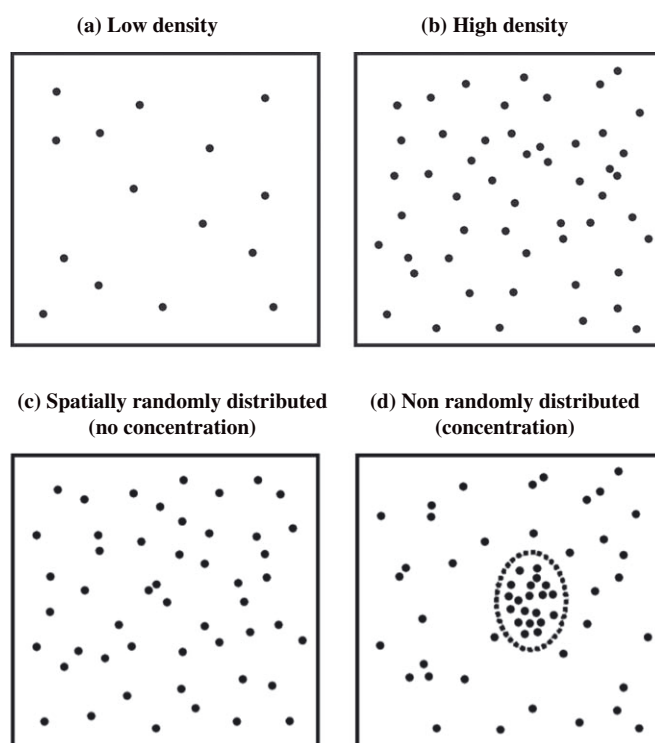 (a) Low density
(b) High density
(c) Spatially randomly distributed
(no concentration)
(d) Non randomly distributed
(concentration)